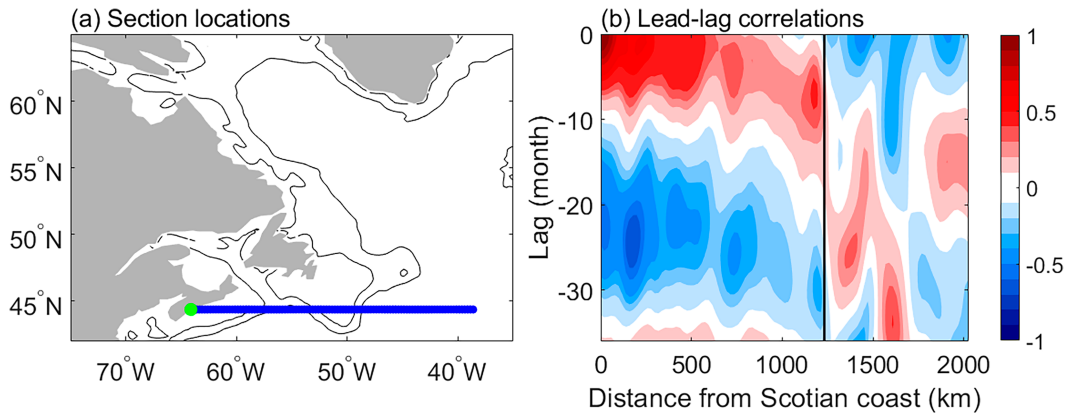 (a) Section locations
60°N
55°N
50°N
45°N
70°W
60°W
50°W
40°W
(b) Lead-lag correlations
Lag (month)
0
-10
-20
-30
0
500
1000
1500
2000
Distance from Scotian coast (km)
1
0.5
0
-0.5
-1